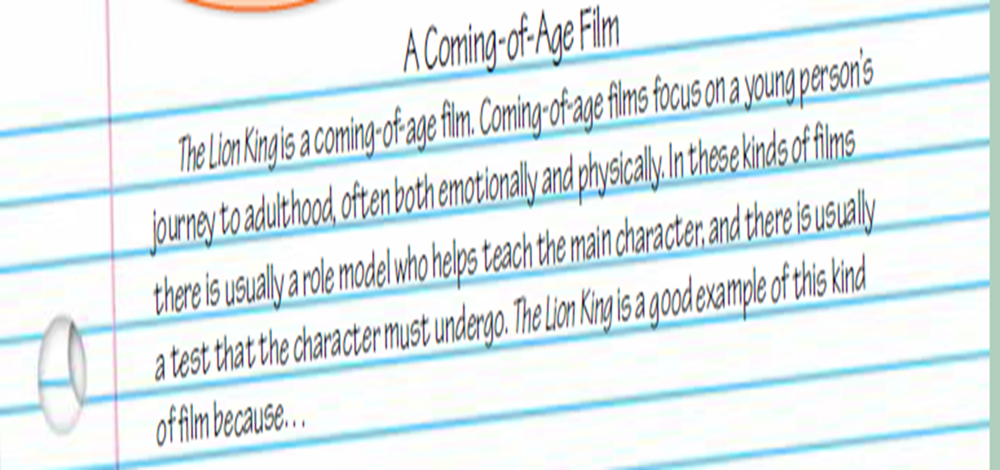 A Coming-of-Age Film
The Lion King is a coming-of-age film. Coming-of-age films focus on a young person's
journey to adulthood, often both emotionally and physically. In these kinds of films
there is usually a role model who helps teach the main character, and there is usually
a test that the character must undergo. The Lion King is a good example of this kind
of film because...